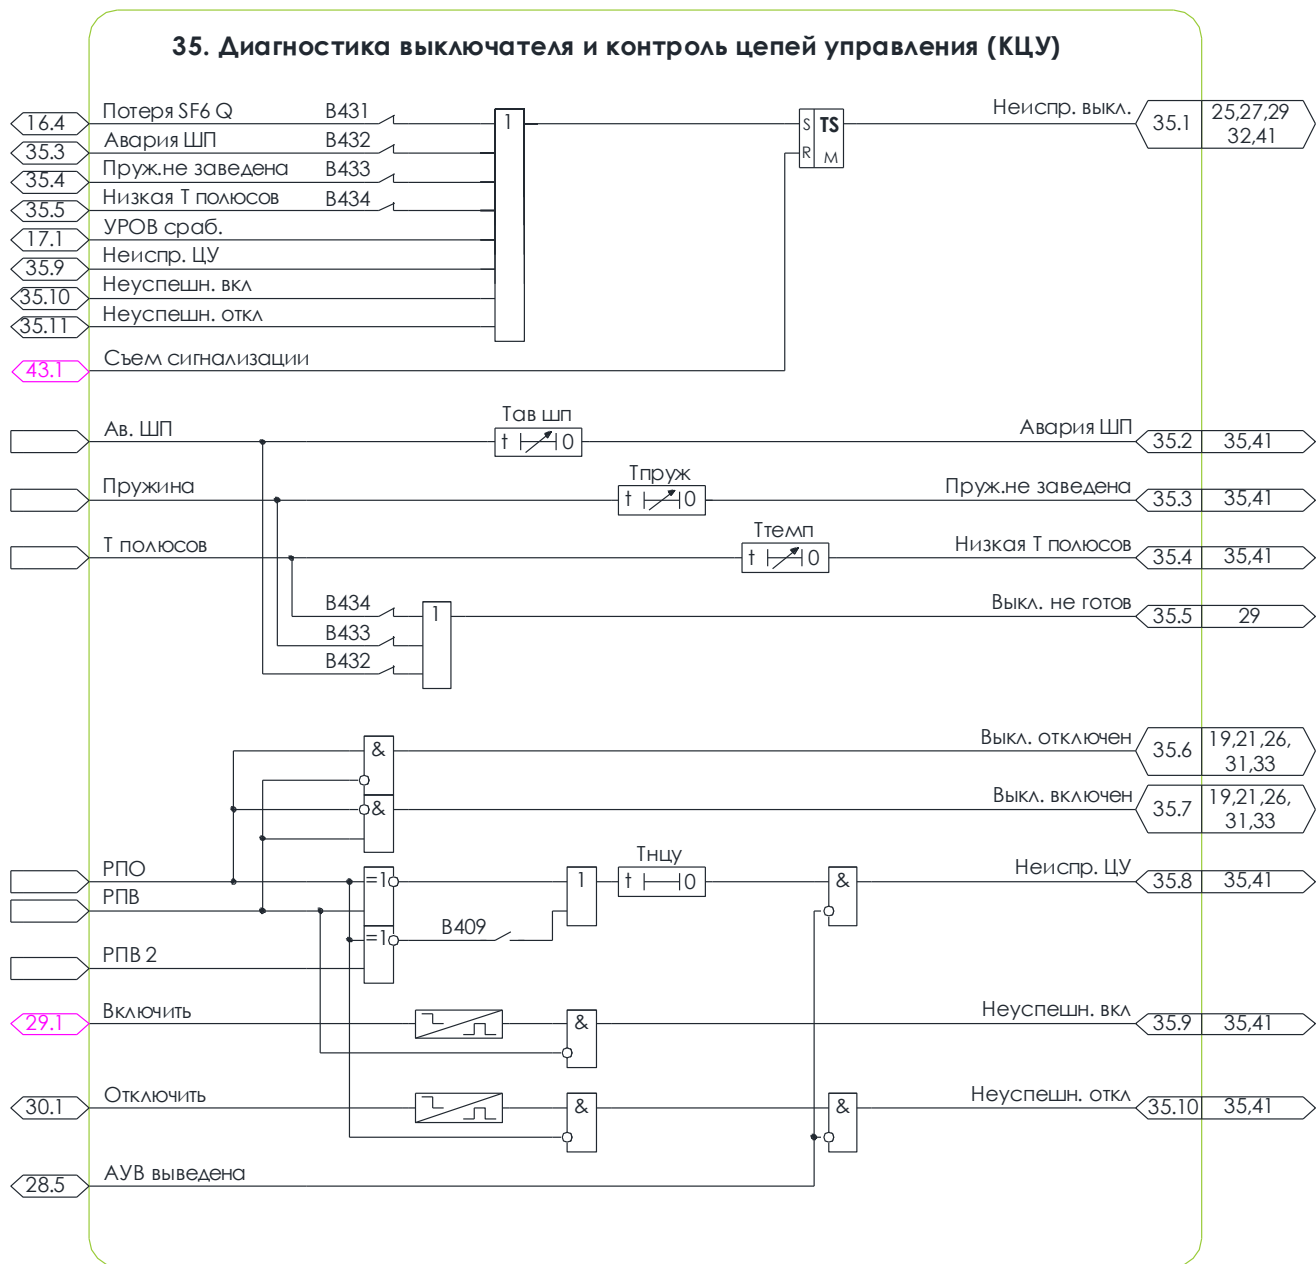 35. Диагностика выключателя и контроль цепей управления (КЦУ)
16.4 Потеря SF6 Q B431 1 S TS Неиспр. выкл. 35.1 25,27,29
32,41
35.3 Авария ШП B432 R M
35.4 Пруж.не заведена B433
35.5 Низкая Т полюсов B434
17.1 УРОВ сраб.
35.9 Неиспр. ЦУ
35.10 Неуспешн. вкл
35.11 Неуспешн. откл
43.1 Съем сигнализации
Тав шп
Ав. ШП t 0 Авария ШП 35.2 35,41
Тпруж
Пружина t 0 Пруж.не заведена 35.3 35,41
Ттемп
Т полюсов t 0 Низкая Т полюсов 35.4 35,41
B434 1 Выкл. не готов 35.5 29
B433
B432
& Выкл. отключен 35.6 19,21,26,
31,33
& Выкл. включен 35.7 19,21,26,
31,33
Тнцу
РПО =1 1 t 0 & Неиспр. ЦУ 35.8 35,41
РПВ
=1 B409
РПВ 2
29.1 Включить & Неуспешн. вкл 35.9 35,41
30.1 Отключить & & Неуспешн. откл 35.10 35,41
28.5 АУВ выведена